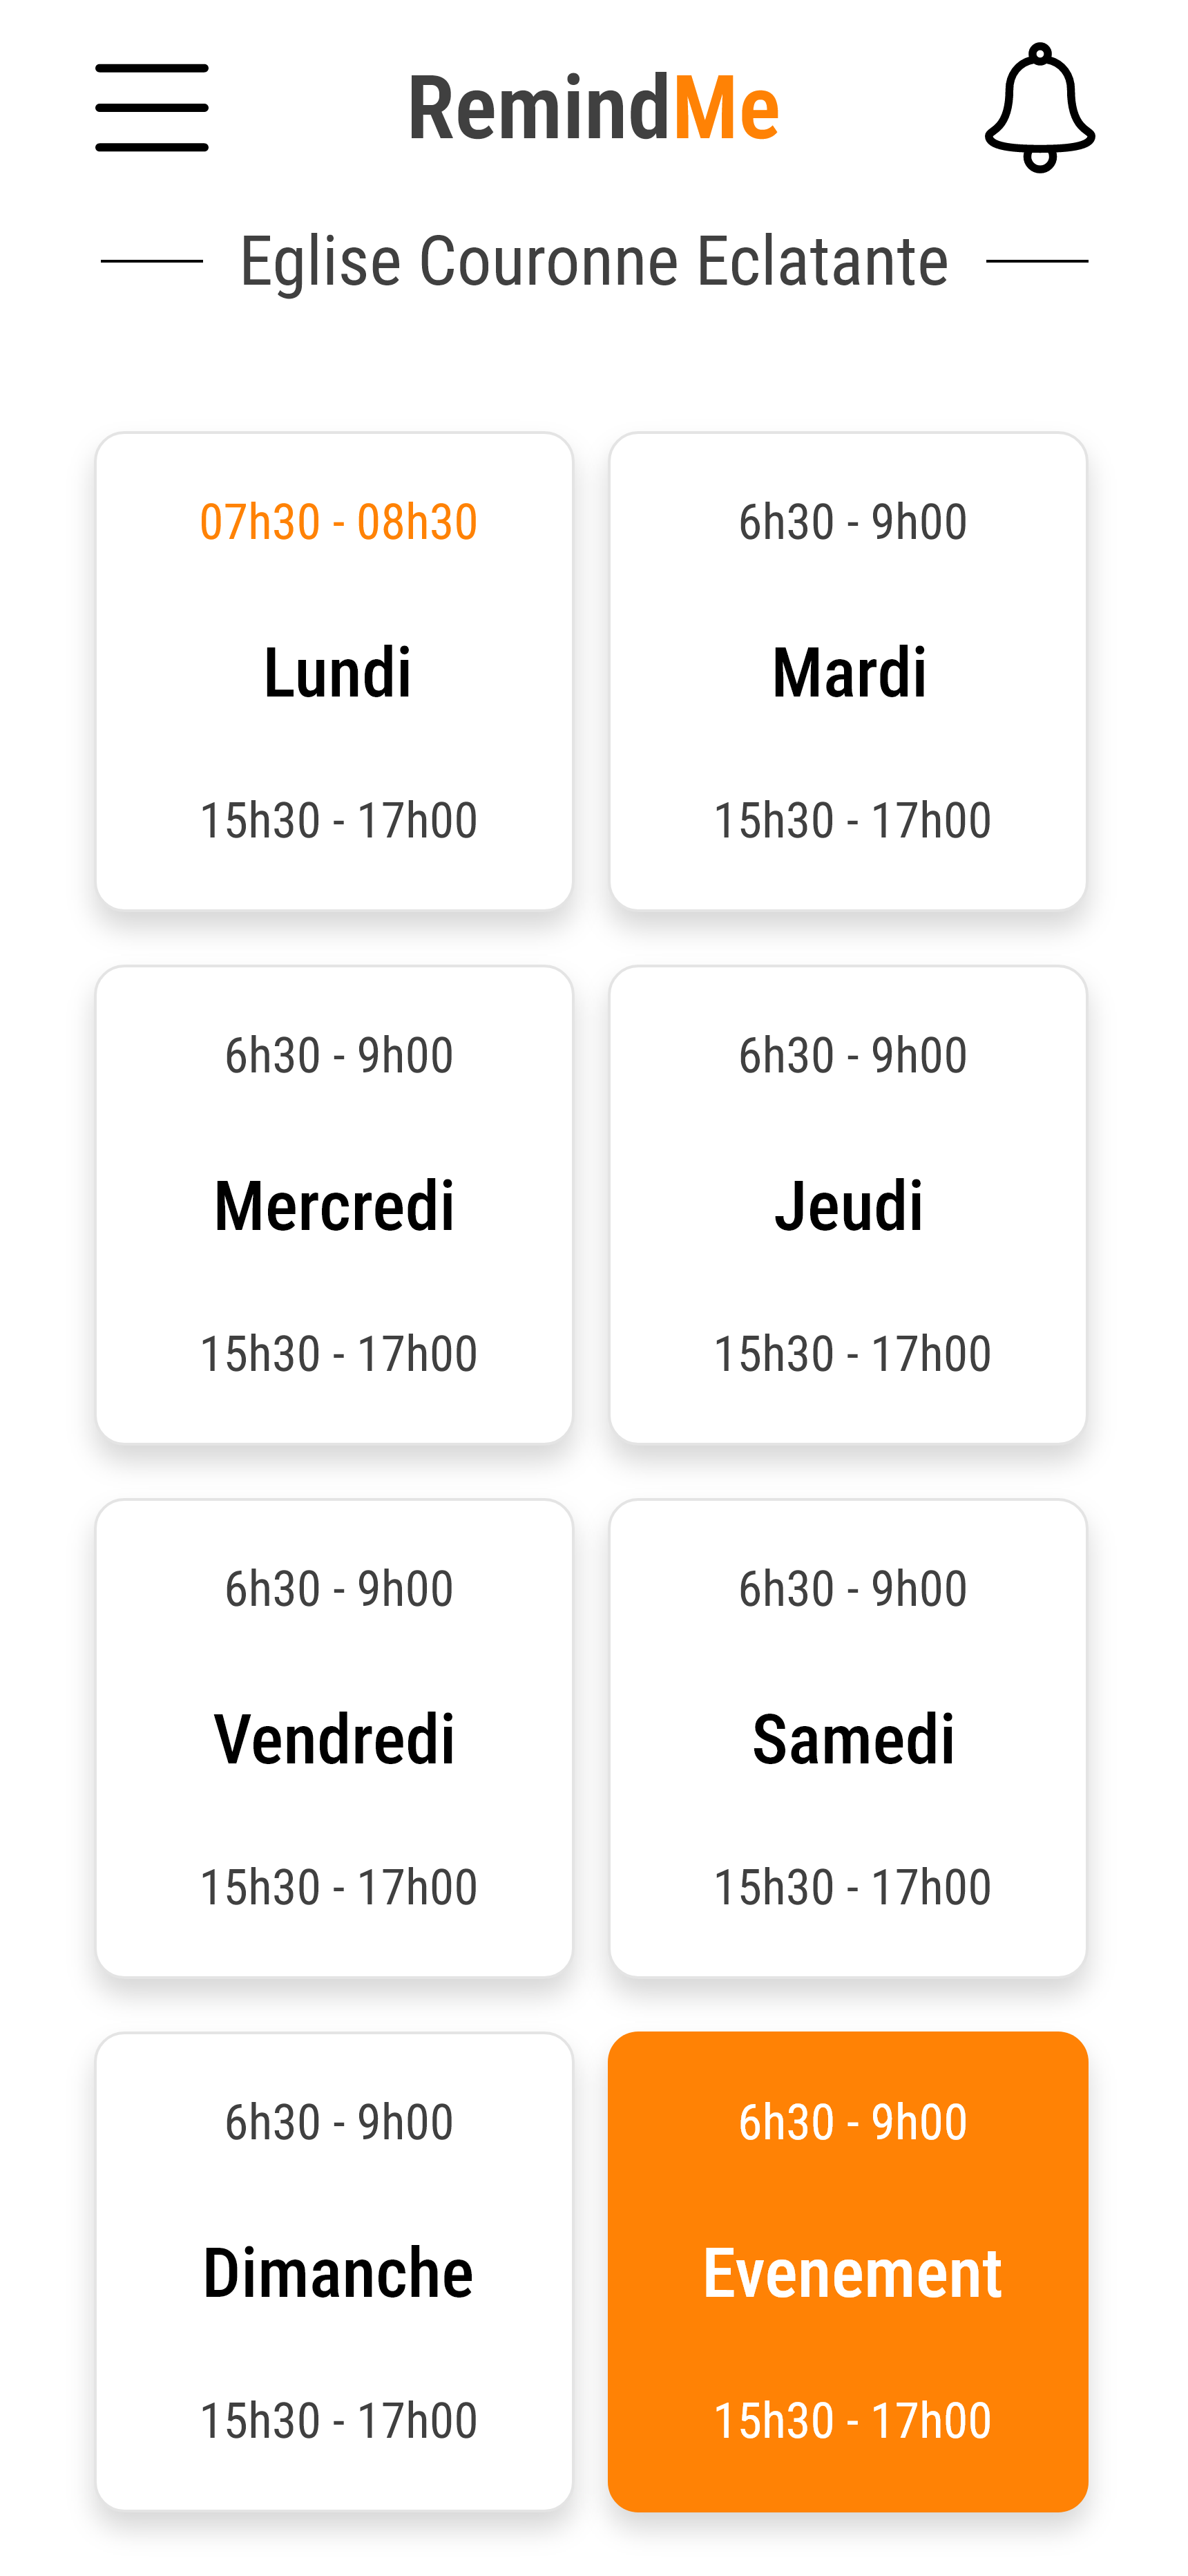 RemindMe
Eglise Couronne Eclatante
07h30 - 08h30
Lundi
15h30 - 17h00
6h30 - 9h00
Mardi
15h30 - 17h00
6h30 - 9h00
Mercredi
15h30 - 17h00
6h30 - 9h00
Jeudi
15h30 - 17h00
6h30 - 9h00
Vendredi
15h30 - 17h00
6h30 - 9h00
Samedi
15h30 - 17h00
6h30 - 9h00
Dimanche
15h30 - 17h00
6h30 - 9h00
Evenement
15h30 - 17h00